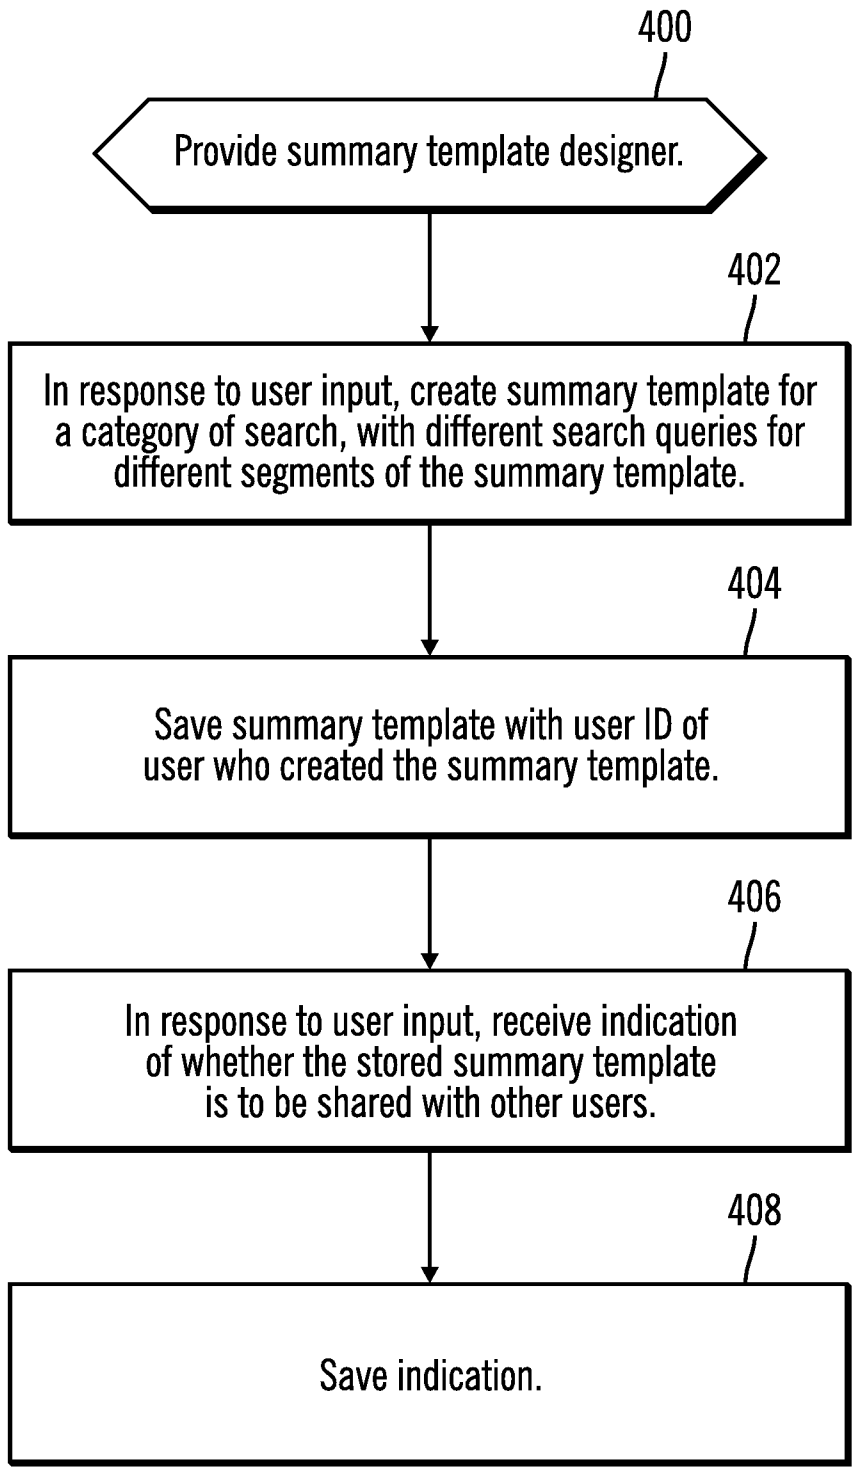 400
Provide summary template designer.
402
In response to user input, create summary template for
a category of search, with different search queries for
different segments of the summary template.
404
Save summary template with user ID of
user who created the summary template.
406
In response to user input, receive indication
of whether the stored summary template
is to be shared with other users.
408
Save indication.